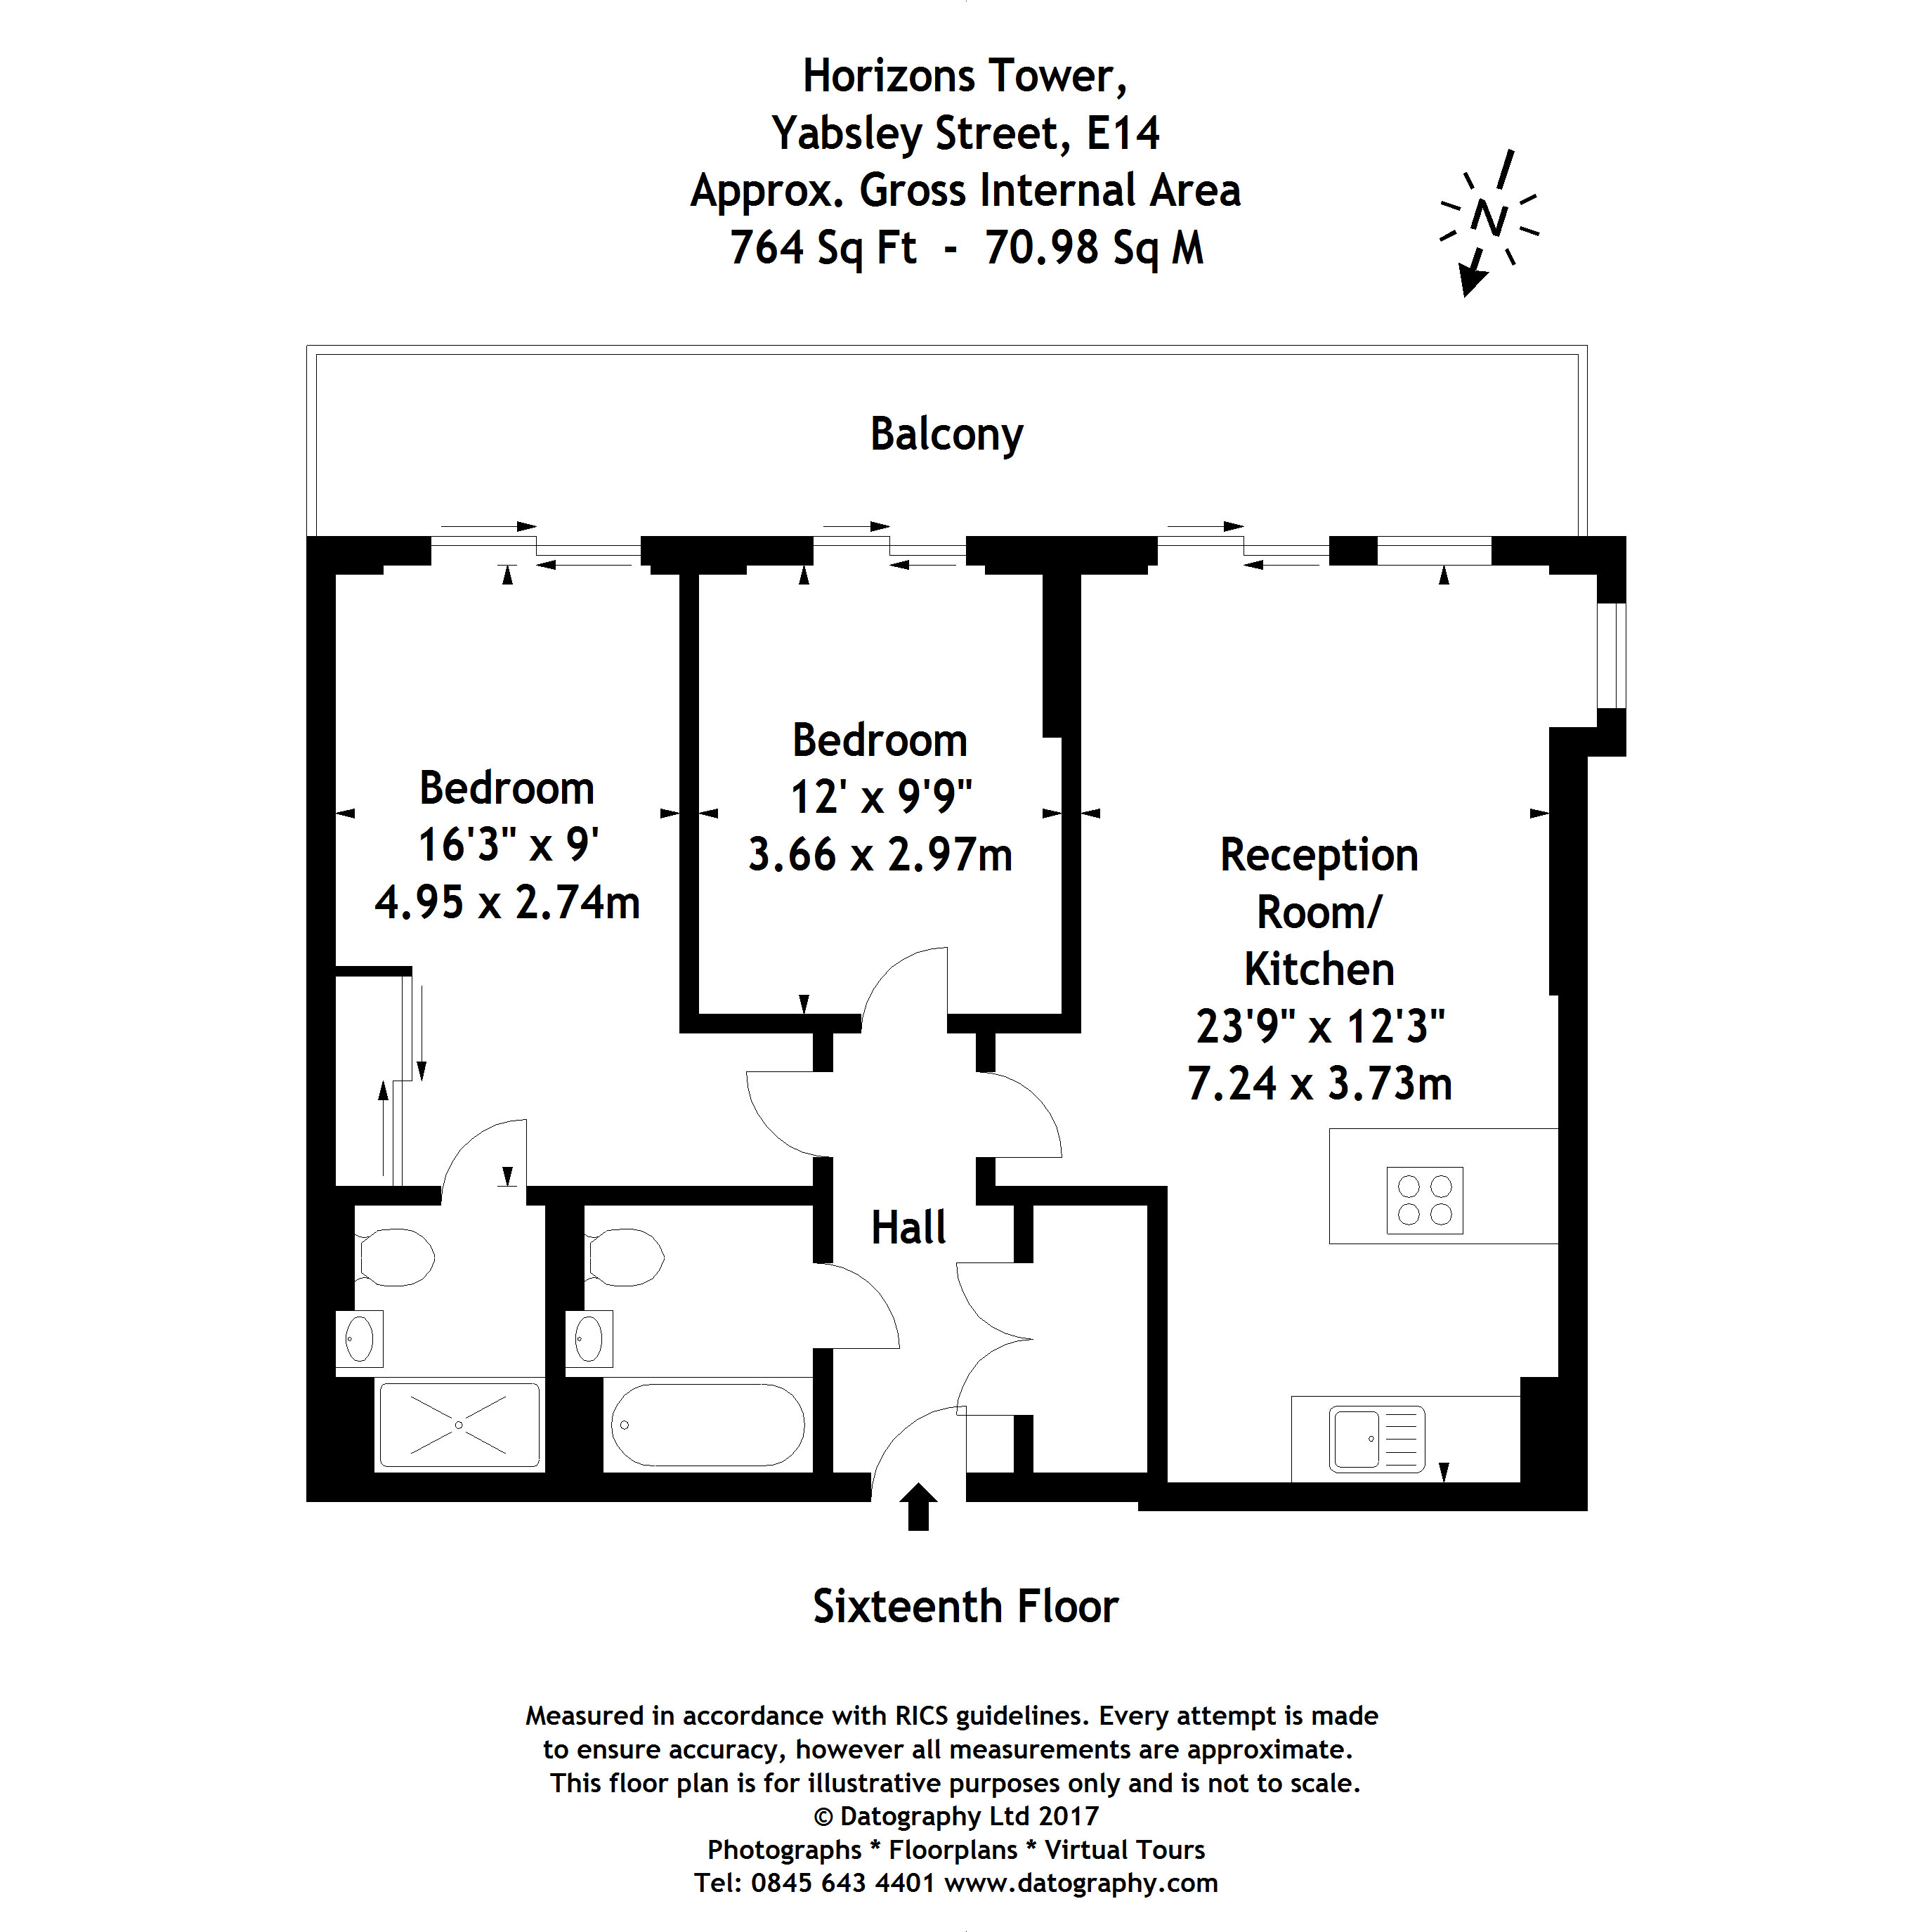 Horizons Tower,
Yabsley Street, E14
Approx. Gross Internal Area
764 Sq Ft - 70.98 Sq M
N
Balcony
Bedroom
16'3" x 9'
4.95 x 2.74m
Bedroom
12' x 9'9"
3.66 x 2.97m
Reception
Room/
Kitchen
23'9" x 12'3"
7.24 x 3.73m
Hall
Sixteenth Floor
Measured in accordance with RICS guidelines. Every attempt is made
to ensure accuracy, however all measurements are approximate.
This floor plan is for illustrative purposes only and is not to scale.
© Datography Ltd 2017
Photographs * Floorplans * Virtual Tours
Tel: 0845 643 4401 www.datography.com